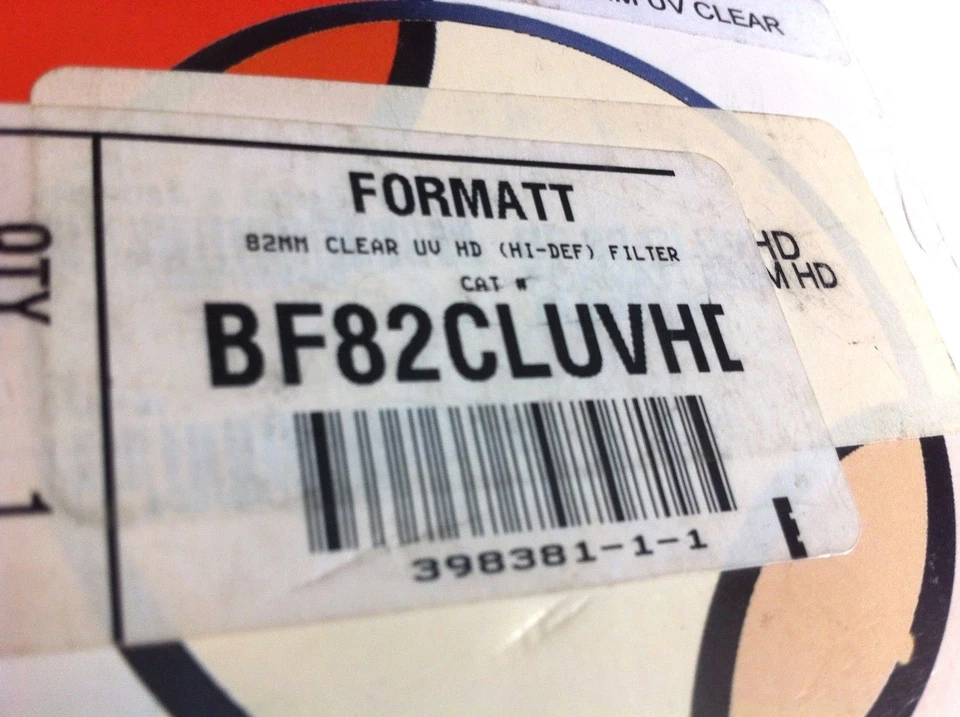 UV CLEAR
FORMATT
82MM CLEAR UV HD (HI-DEF) FILTER
CAT #
BF82CLUVHD
398381-1-1
HD
M HD
QTY
1